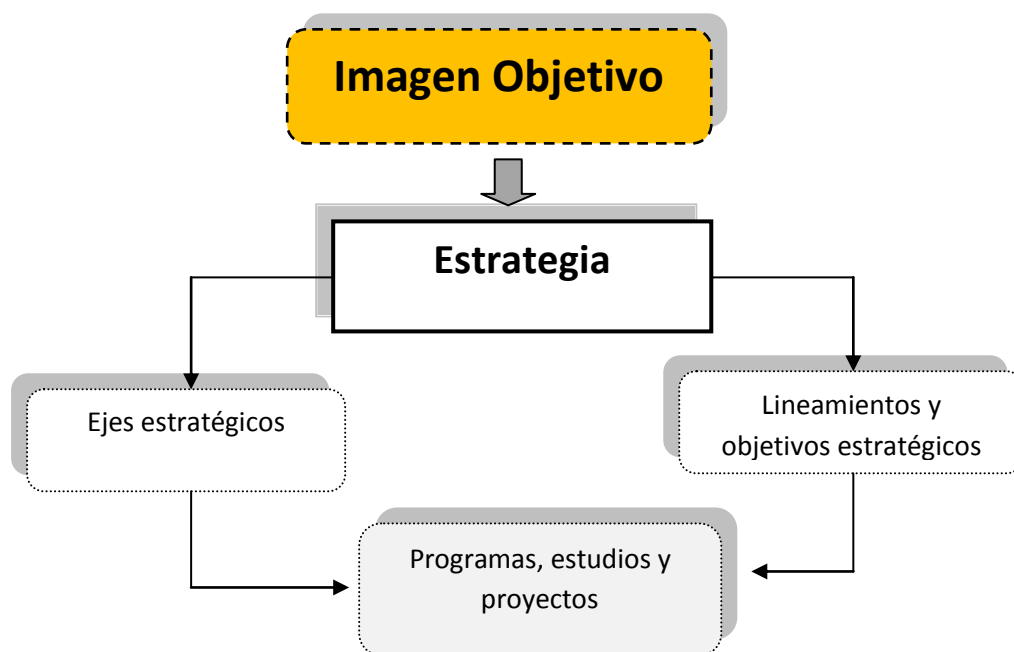 Imagen Objetivo
Estrategia
Ejes estratégicos
Lineamientos y
objetivos estratégicos
Programas, estudios y
proyectos